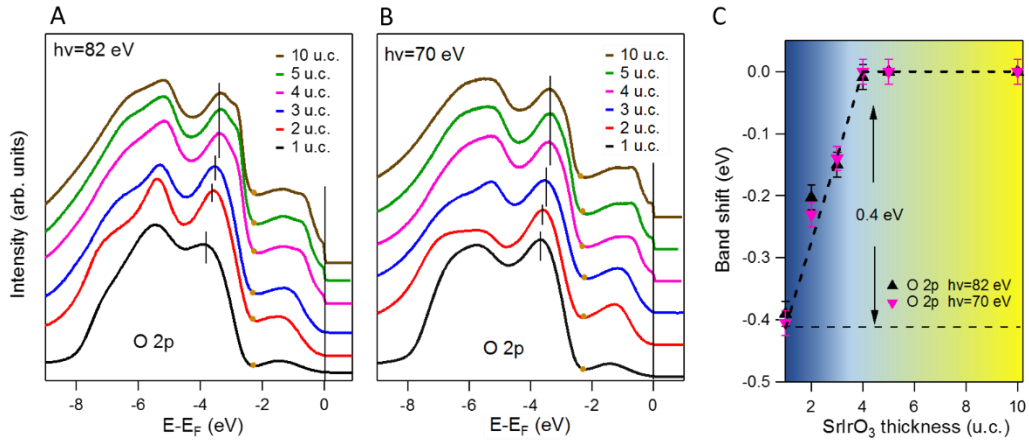 A
B
C
hv=82 eV
10 u.c.
5 u.c.
4 u.c.
3 u.c.
2 u.c.
1 u.c.
O 2p
Intensity (arb. units)
-8
-6
-4
-2
0
E-EF (eV)
hv=70 eV
10 u.c.
5 u.c.
4 u.c.
3 u.c.
2 u.c.
1 u.c.
O 2p
-8
-6
-4
-2
0
E-EF (eV)
Band shift (eV)
0.0
-0.1
-0.2
-0.3
-0.4
-0.5
0.4 eV
O 2p hv=82 eV
O 2p hv=70 eV
2
4
6
8
10
SrIrO3 thickness (u.c.)